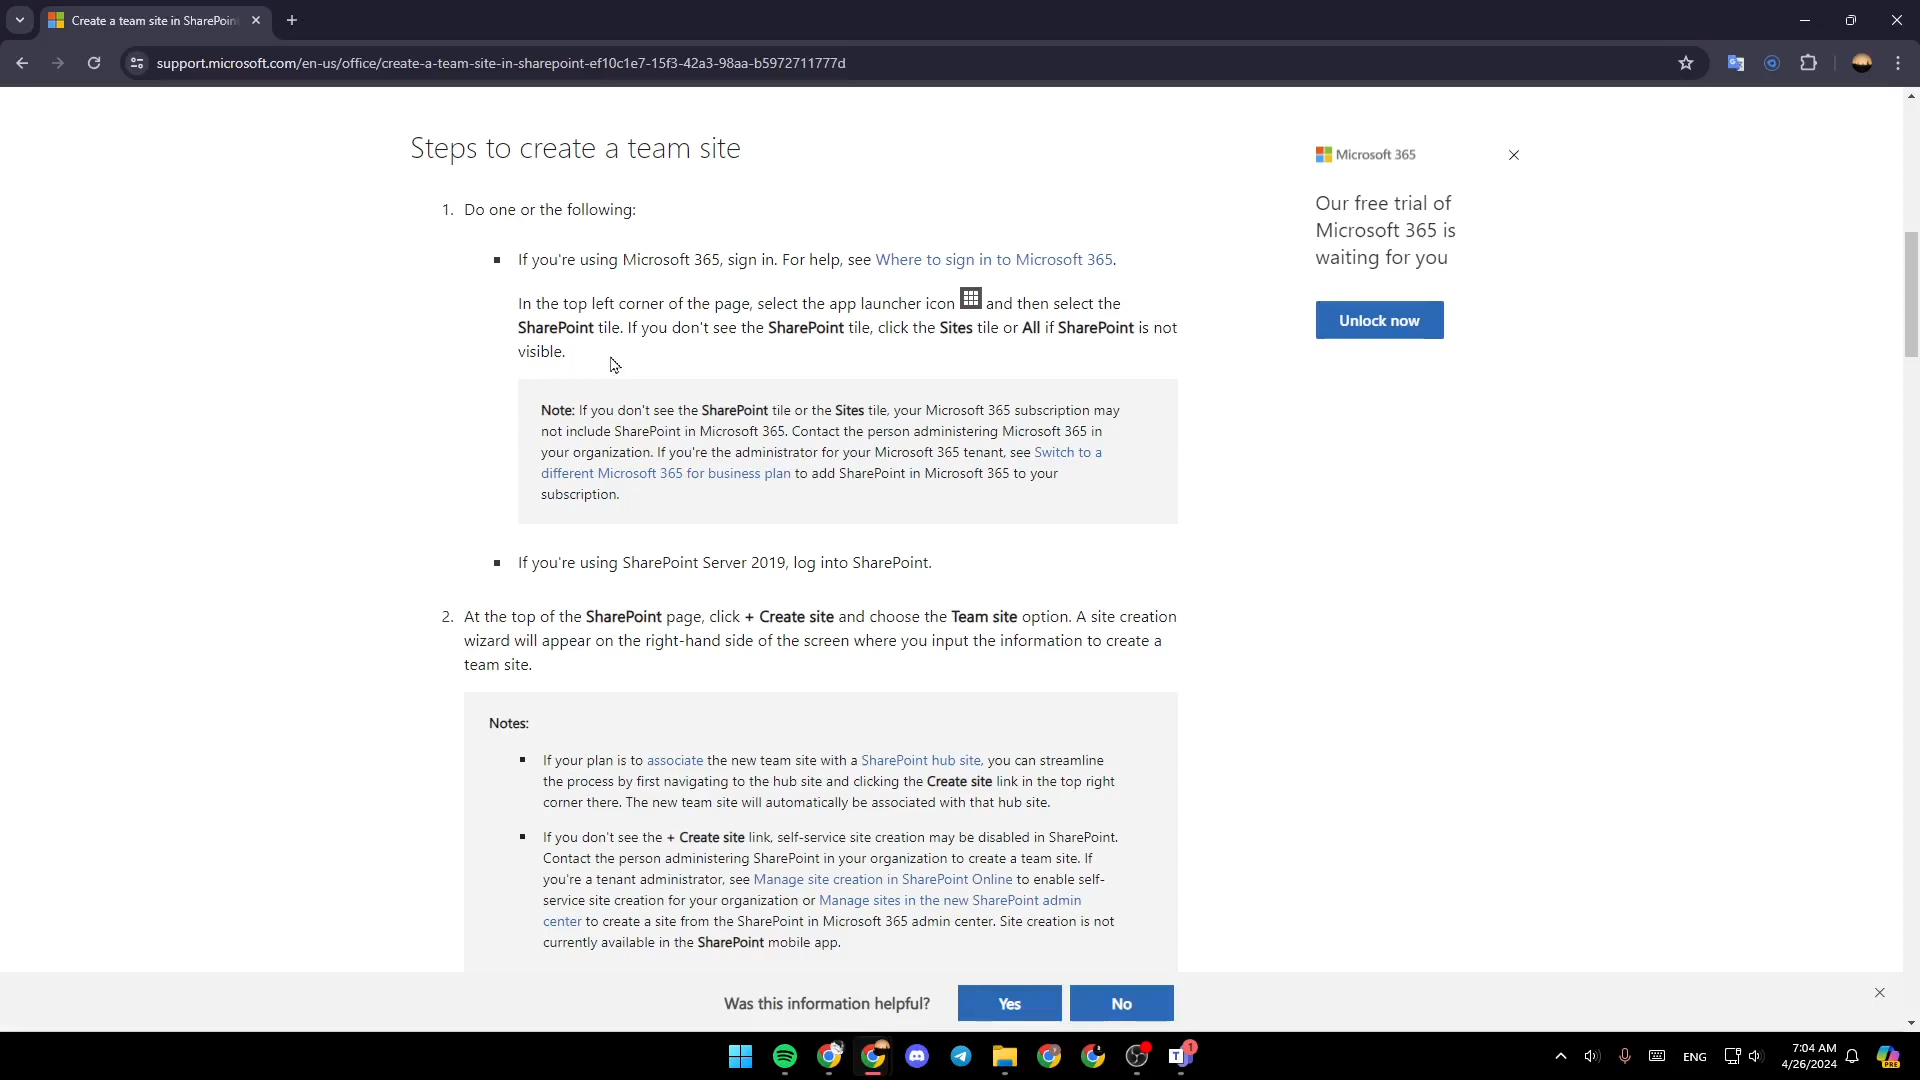 Create a team site in SharePoin
support.microsoft.com/en-us/office/create-a-team-site-in-sharepoint-ef10c1e7-15f3-42a3-98aa-b5972711777d
Steps to create a team site
1. Do one or the following:
If you're using Microsoft 365, sign in. For help, see Where to sign in to Microsoft 365.
In the top left corner of the page, select the app launcher icon and then select the
SharePoint tile. If you don't see the SharePoint tile, click the Sites tile or All if SharePoint is not
visible.
Note: If you don't see the SharePoint tile or the Sites tile, your Microsoft 365 subscription may
not include SharePoint in Microsoft 365. Contact the person administering Microsoft 365 in
your organization. If you're the administrator for your Microsoft 365 tenant, see Switch to a
different Microsoft 365 for business plan to add SharePoint in Microsoft 365 to your
subscription.
If you're using SharePoint Server 2019, log into SharePoint.
2. At the top of the SharePoint page, click + Create site and choose the Team site option. A site creation
wizard will appear on the right-hand side of the screen where you input the information to create a
team site.
Notes:
If your plan is to associate the new team site with a SharePoint hub site, you can streamline
the process by first navigating to the hub site and clicking the Create site link in the top right
corner there. The new team site will automatically be associated with that hub site.
If you don't see the + Create site link, self-service site creation may be disabled in SharePoint.
Contact the person administering SharePoint in your organization to create a team site. If
you're a tenant administrator, see Manage site creation in SharePoint Online to enable self-
service site creation for your organization or Manage sites in the new SharePoint admin
center to create a site from the SharePoint in Microsoft 365 admin center. Site creation is not
currently available in the SharePoint mobile app.
Microsoft 365
Our free trial of
Microsoft 365 is
waiting for you
Unlock now
Was this information helpful?
Yes
No
1
ENG
7:04 AM
4/26/2024
PRE